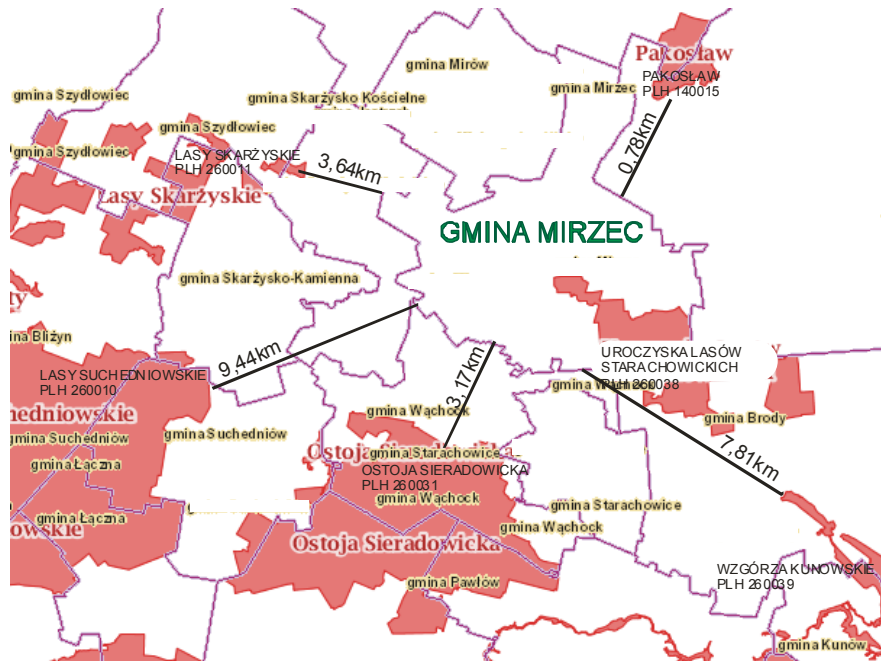 Pakosław
gmina Mirów
PAKOSŁAW
PLH 140015
gmina Mirzec
gmina Szydłowiec
gmina Skarżysko Kościelne
gmina Szydłowiec
gmina Szydłowiec
LASY SKARŻYSKIE
PLH 260011
3,64km
0,78km
Lasy Skarżyskie
GMINA MIRZEC
gmina Skarżysko-Kamienna
ty
ina Bliżyn
9,44km
3,17km
UROCZYSKA LASÓW
STARACHOWICKICH
PLH 260038
LASY SUCHEDNIOWSKIE
PLH 260010
hedniowskie
gmina Wąchock
gmina Brody
gmina Suchedniów
gmina Suchedniów
7,81km
gmina Starachowice
gmina Łączna
OSTOJA SIERADOWICKA
PLH 260031
gmina Wąchock
gmina Starachowice
gmina Łączna
owskie
gmina Wąchock
Ostoja Sieradowicka
WZGÓRZA KUNOWSKIE
PLH 260039
gmina Pawłów
gmina Kunów